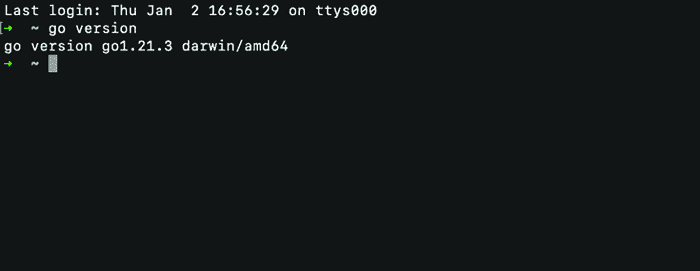 Last login: Thu Jan  2 16:56:29 on ttys000
[➜  ~ go version
go version go1.21.3 darwin/amd64
➜  ~